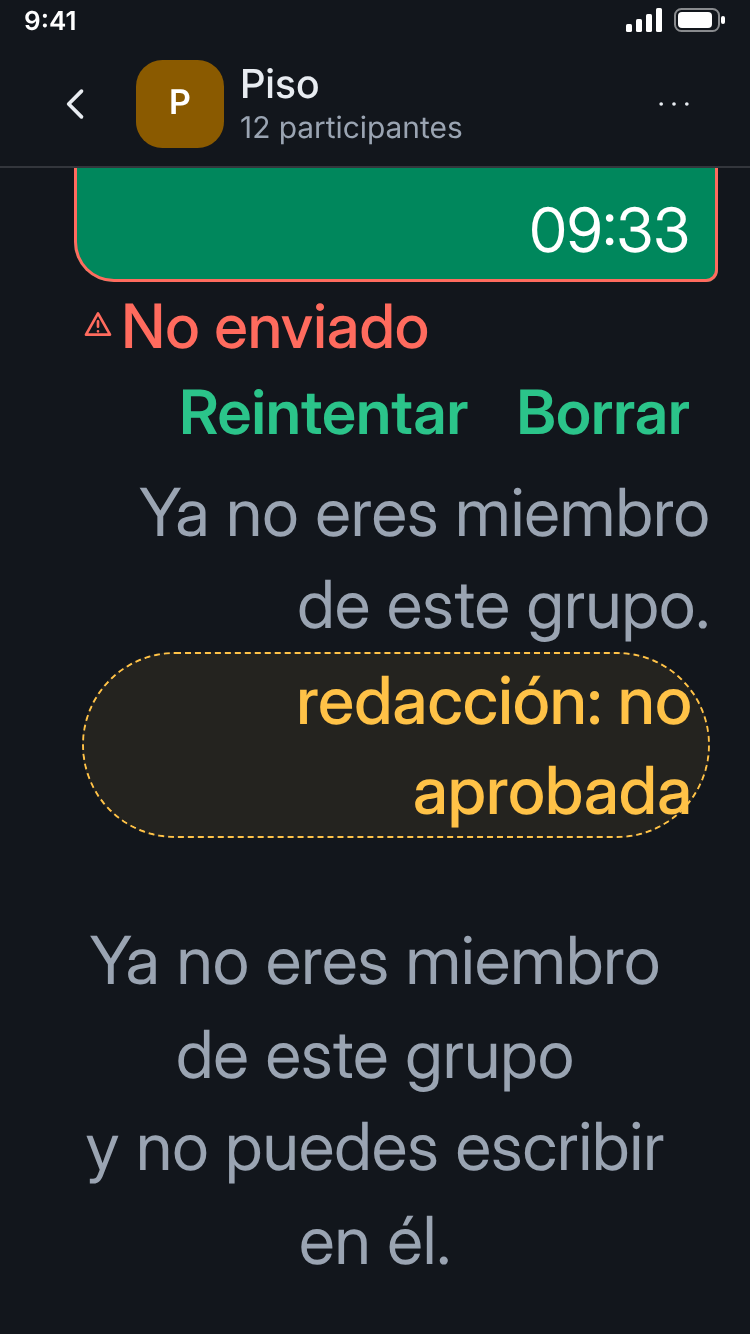 9:41
P
Piso
12 participantes
...
09:33
No enviado
Reintentar Borrar
Ya no eres miembro
de este grupo.
redacción: no
aprobada
Ya no eres miembro
de este grupo
y no puedes escribir
en él.